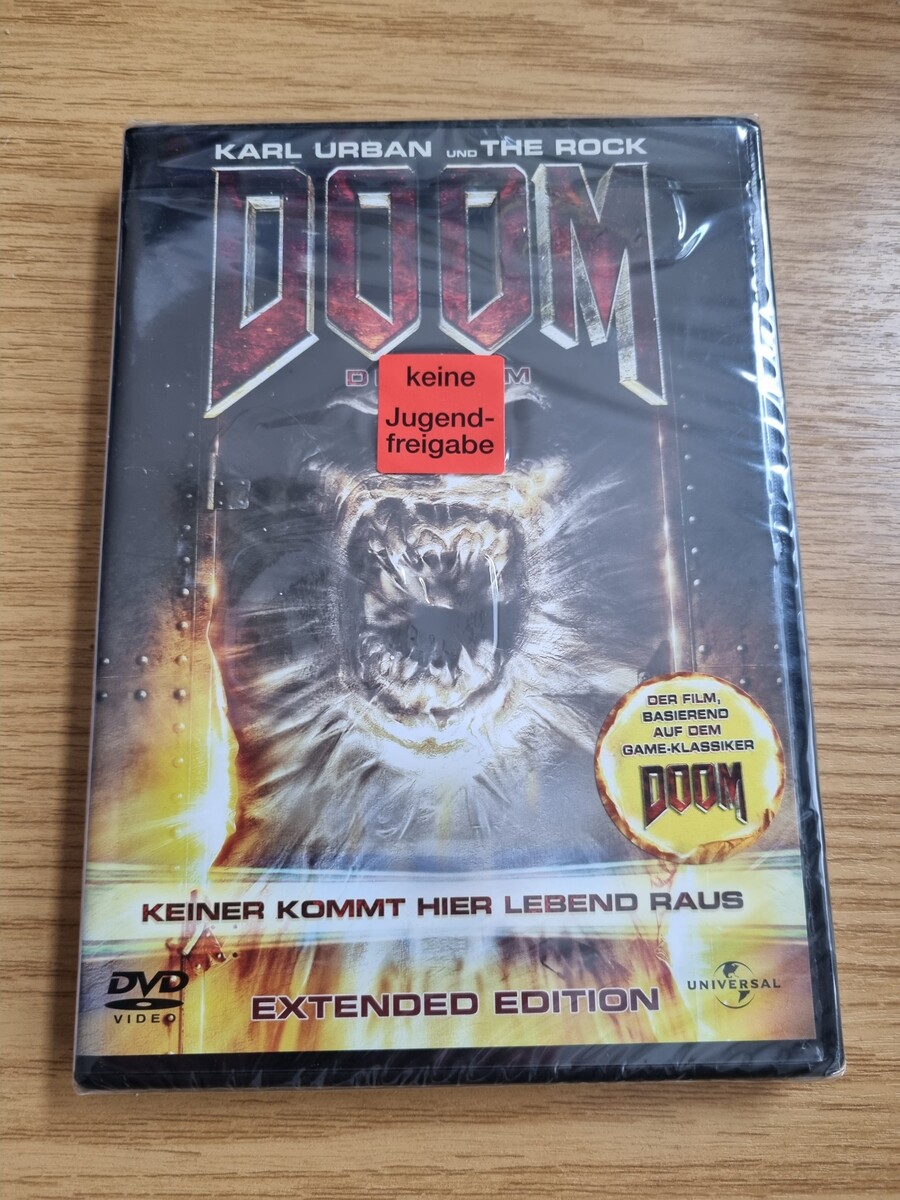 KARL URBAN UND THE ROCK
DOOM
keine
Jugend-
freigabe
DER FILM,
BASIEREND
AUF DEM
GAME-KLASSIKER
DOOM
KEINER KOMMT HIER LEBEND RAUS
DVD
VIDEO
EXTENDED EDITION
UNIVERSAL